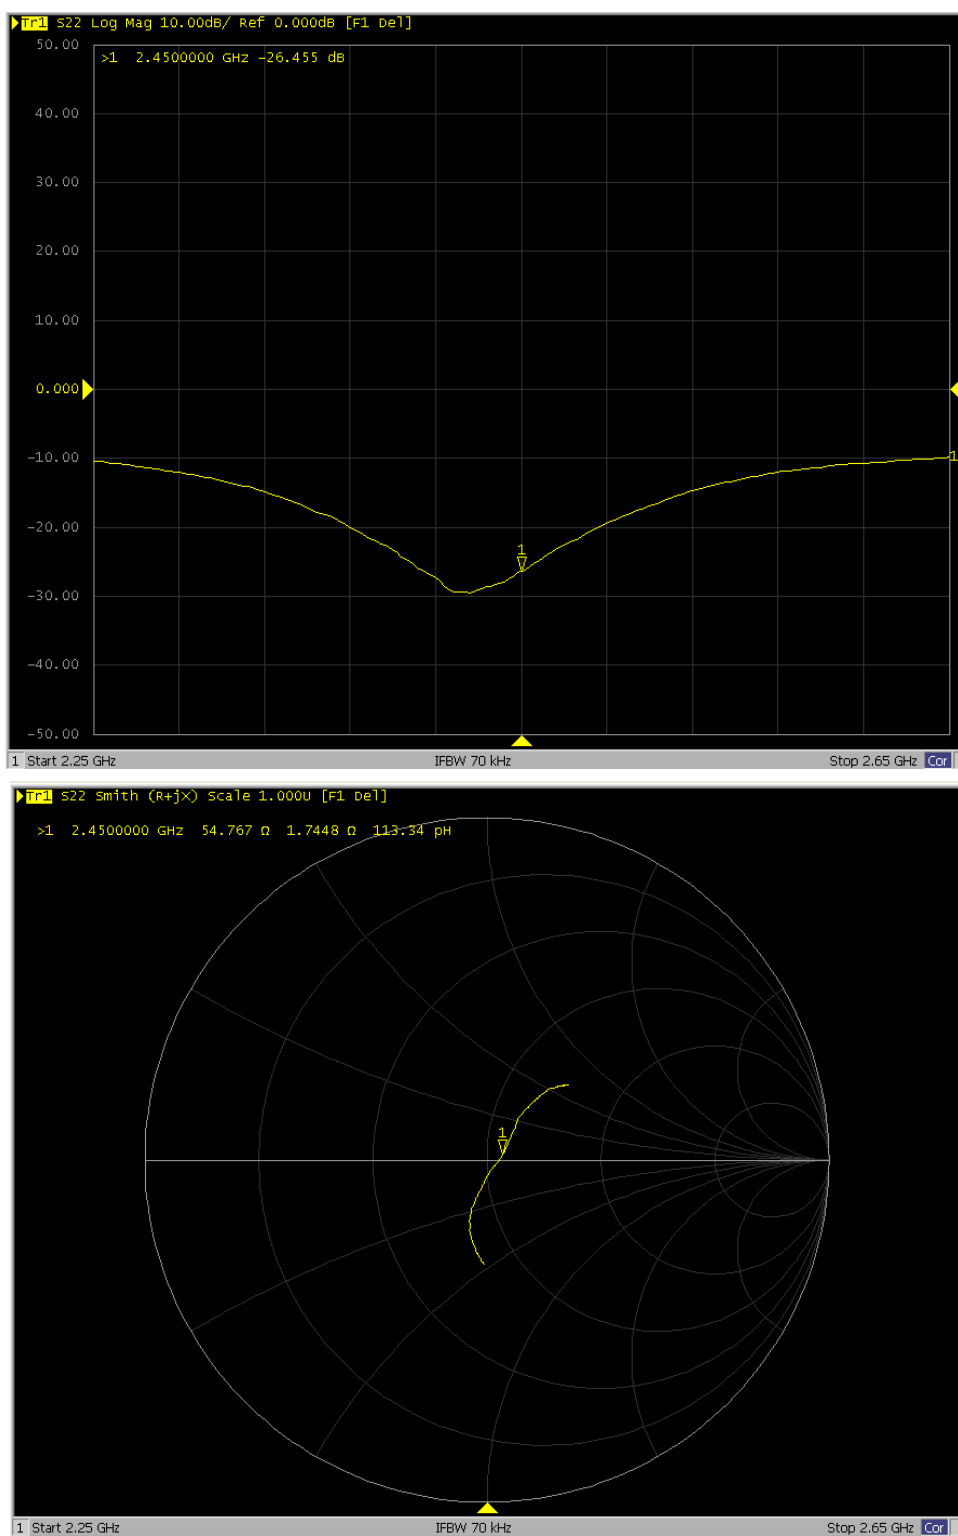 Tr1 S22 Log Mag 10.00dB/ Ref 0.000dB [F1 Del]
50.00
>1 2.4500000 GHz -26.455 dB
40.00
30.00
20.00
10.00
0.000
-10.00
1
-20.00
1
-30.00
-40.00
-50.00
1 Start 2.25 GHz IFBW 70 kHz Stop 2.65 GHz Cor
Tr1 S22 Smith (R+jX) Scale 1.000U [F1 Del]
>1 2.4500000 GHz 54.767 Ω 1.7448 Ω 113.34 pH
1
1 Start 2.25 GHz IFBW 70 kHz Stop 2.65 GHz Cor